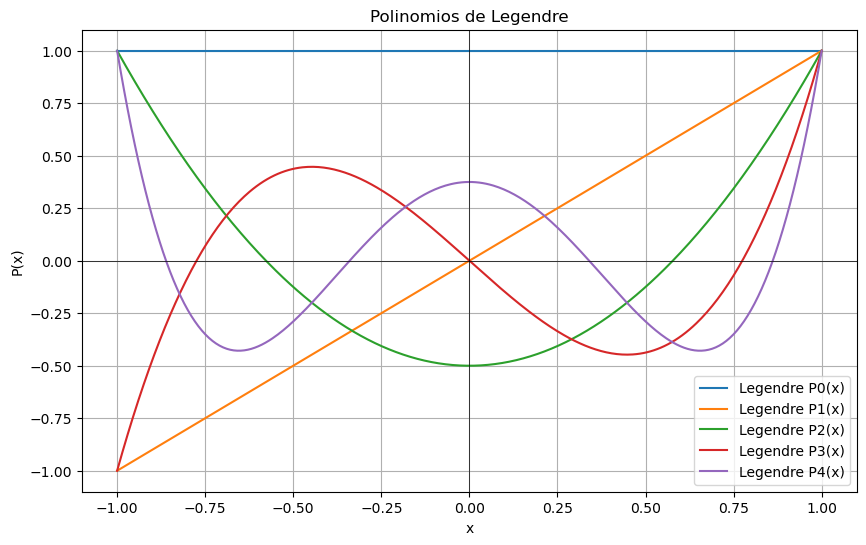 Polinomios de Legendre
P(x)
1.00
0.75
0.50
0.25
0.00
−0.25
−0.50
−0.75
−1.00
−1.00 −0.75 −0.50 −0.25 0.00 0.25 0.50 0.75 1.00
x
Legendre P0(x)
Legendre P1(x)
Legendre P2(x)
Legendre P3(x)
Legendre P4(x)